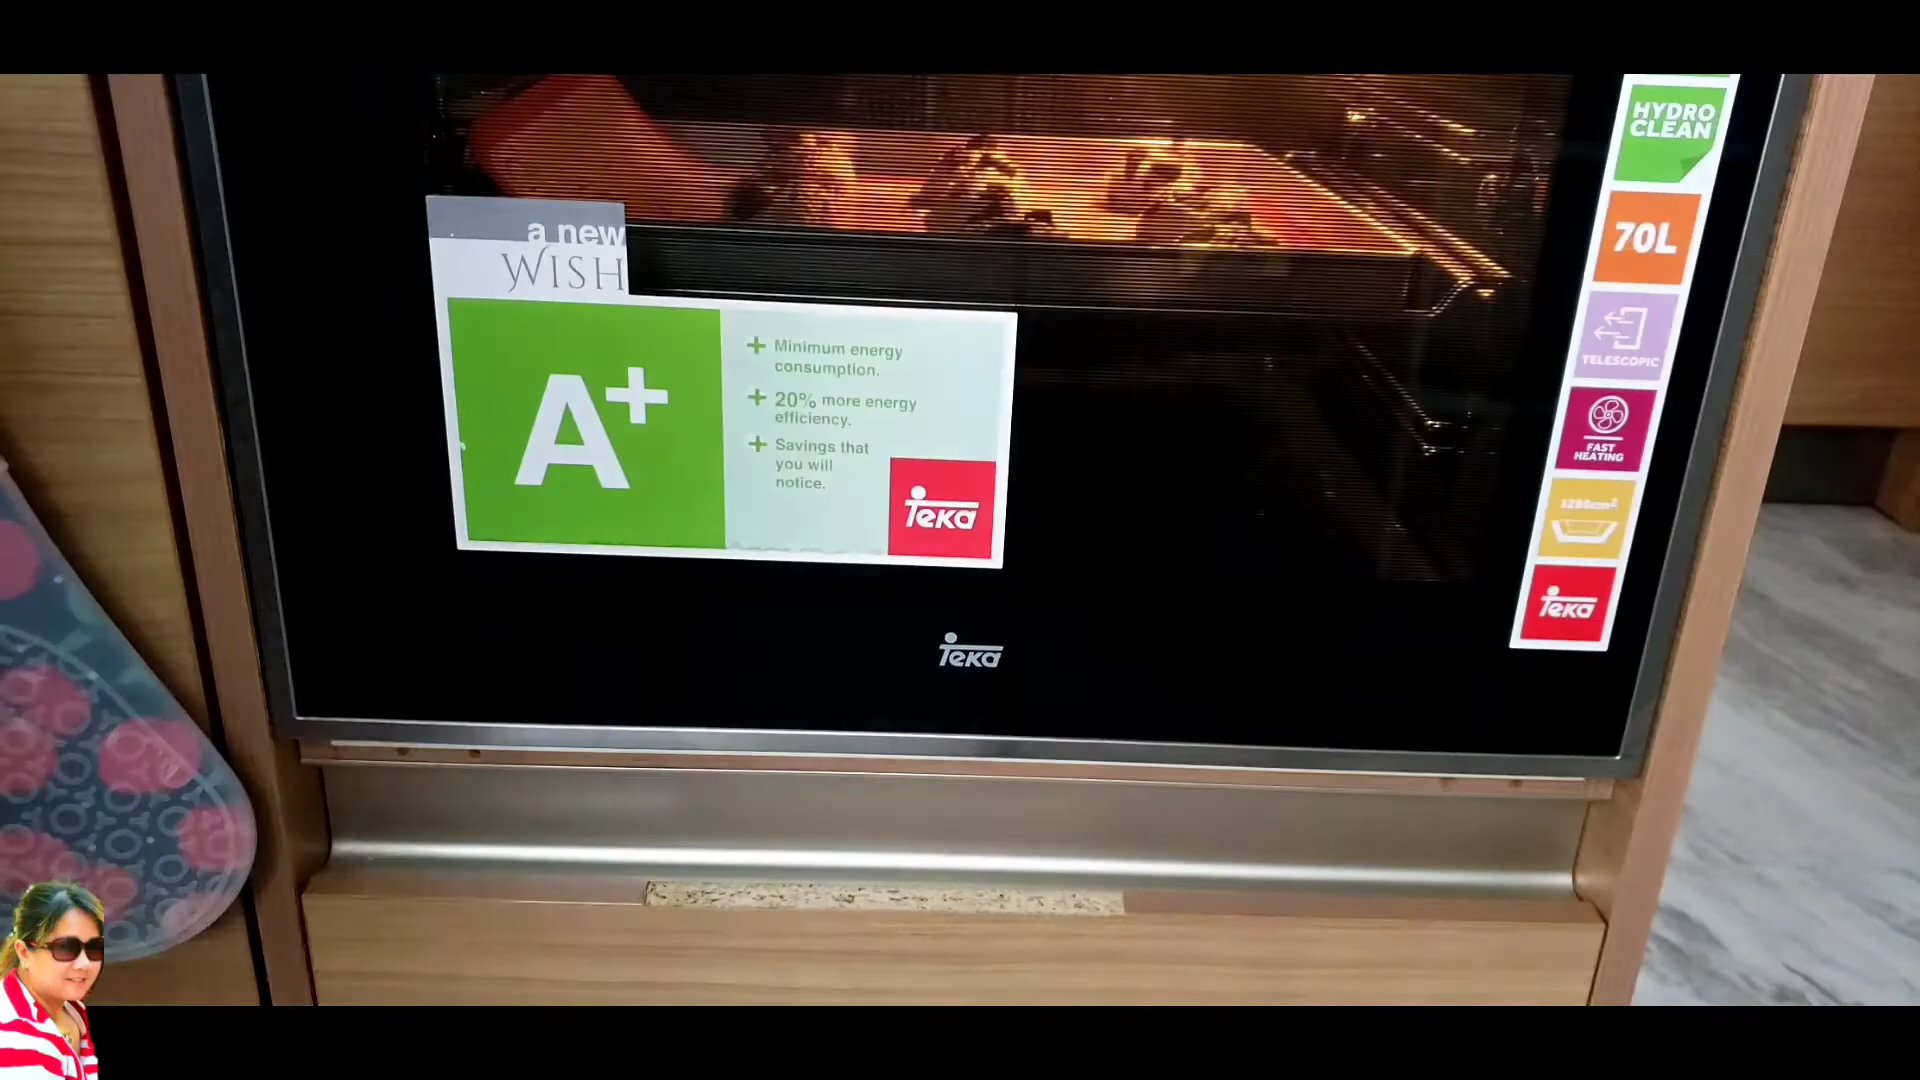 a new
WISH
A+
+ Minimum energy
consumption.
+ 20% more energy
efficiency.
+ Savings that
you will
notice.
Teka
Teka
HYDRO
CLEAN
70L
TELESCOPIC
FAST
HEATING
1280cm²
Teka